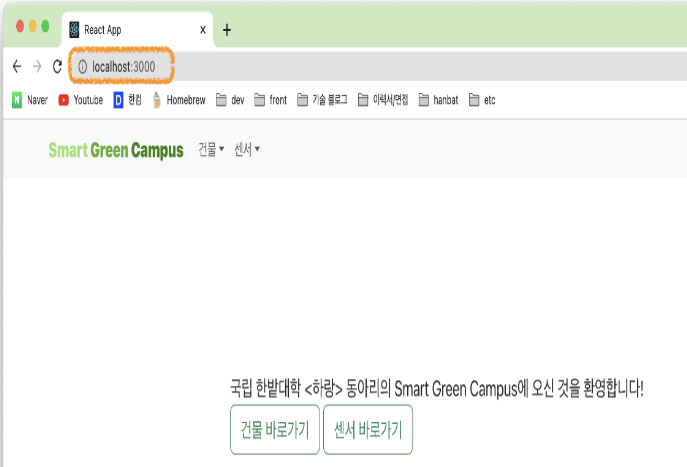 React App
localhost:3000
Naver Youtube 한컴 Homebrew dev front 기술 블로그 이력서/면접 hanbat etc
Smart Green Campus 건물 센서
국립 한밭대학 <하랑> 동아리의 Smart Green Campus에 오신 것을 환영합니다!
건물 바로가기 센서 바로가기